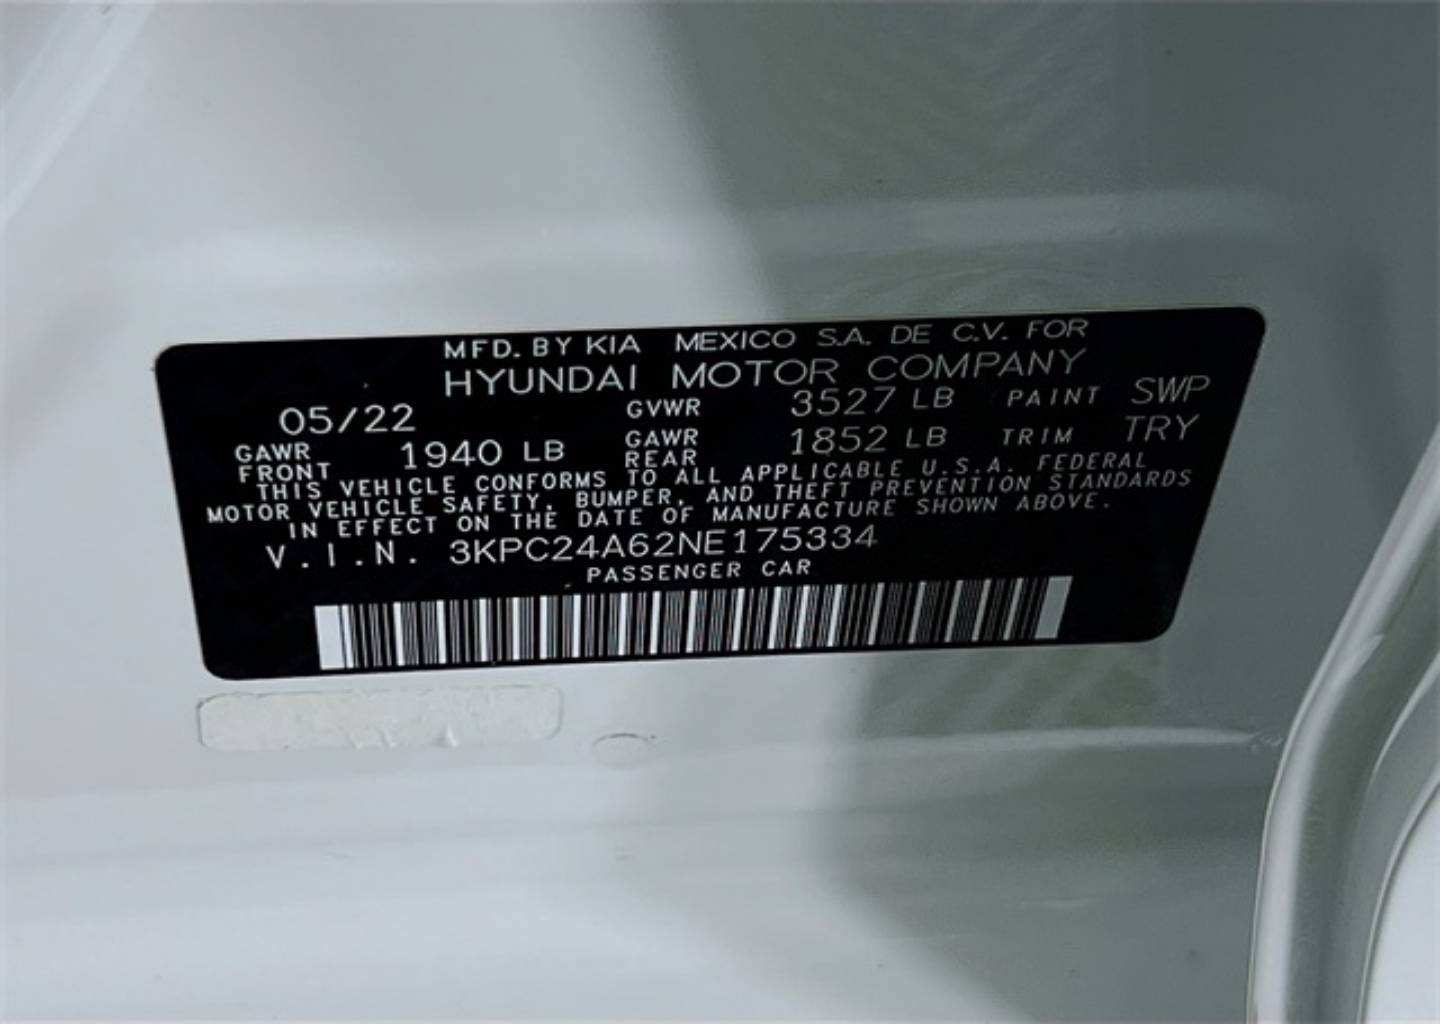 MFD. BY KIA MEXICO S.A. DE C.V. FOR
HYUNDAI MOTOR COMPANY
05/22 GVWR 3527 LB PAINT SWP
GAWR FRONT 1940 LB GAWR REAR 1852 LB TRIM TRY
THIS VEHICLE CONFORMS TO ALL APPLICABLE U.S.A. FEDERAL
MOTOR VEHICLE SAFETY, BUMPER, AND THEFT PREVENTION STANDARDS
IN EFFECT ON THE DATE OF MANUFACTURE SHOWN ABOVE.
V.I.N. 3KPC24A62NE175334
PASSENGER CAR